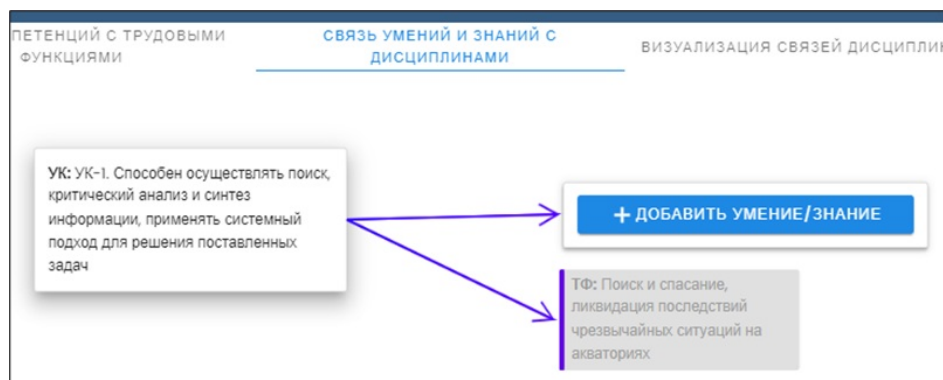 ПЕТЕНЦИЙ С ТРУДОВЫМИ
ФУНКЦИЯМИ
СВЯЗЬ УМЕНИЙ И ЗНАНИЙ С
ДИСЦИПЛИНАМИ
ВИЗУАЛИЗАЦИЯ СВЯЗЕЙ ДИСЦИПЛИН
УК: УК-1. Способен осуществлять поиск,
критический анализ и синтез
информации, применять системный
подход для решения поставленных
задач
+ ДОБАВИТЬ УМЕНИЕ/ЗНАНИЕ
ТФ: Поиск и спасание,
ликвидация последствий
чрезвычайных ситуаций на
акваториях